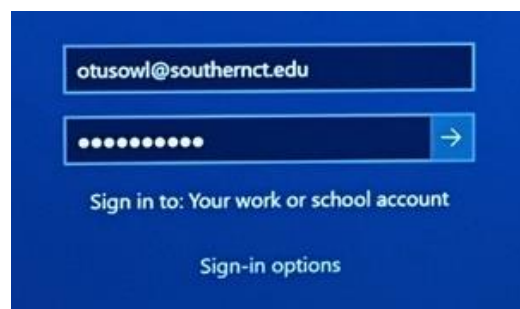 otusowl@southernct.edu
●●●●●●●●●●
→
Sign in to: Your work or school account
Sign-in options